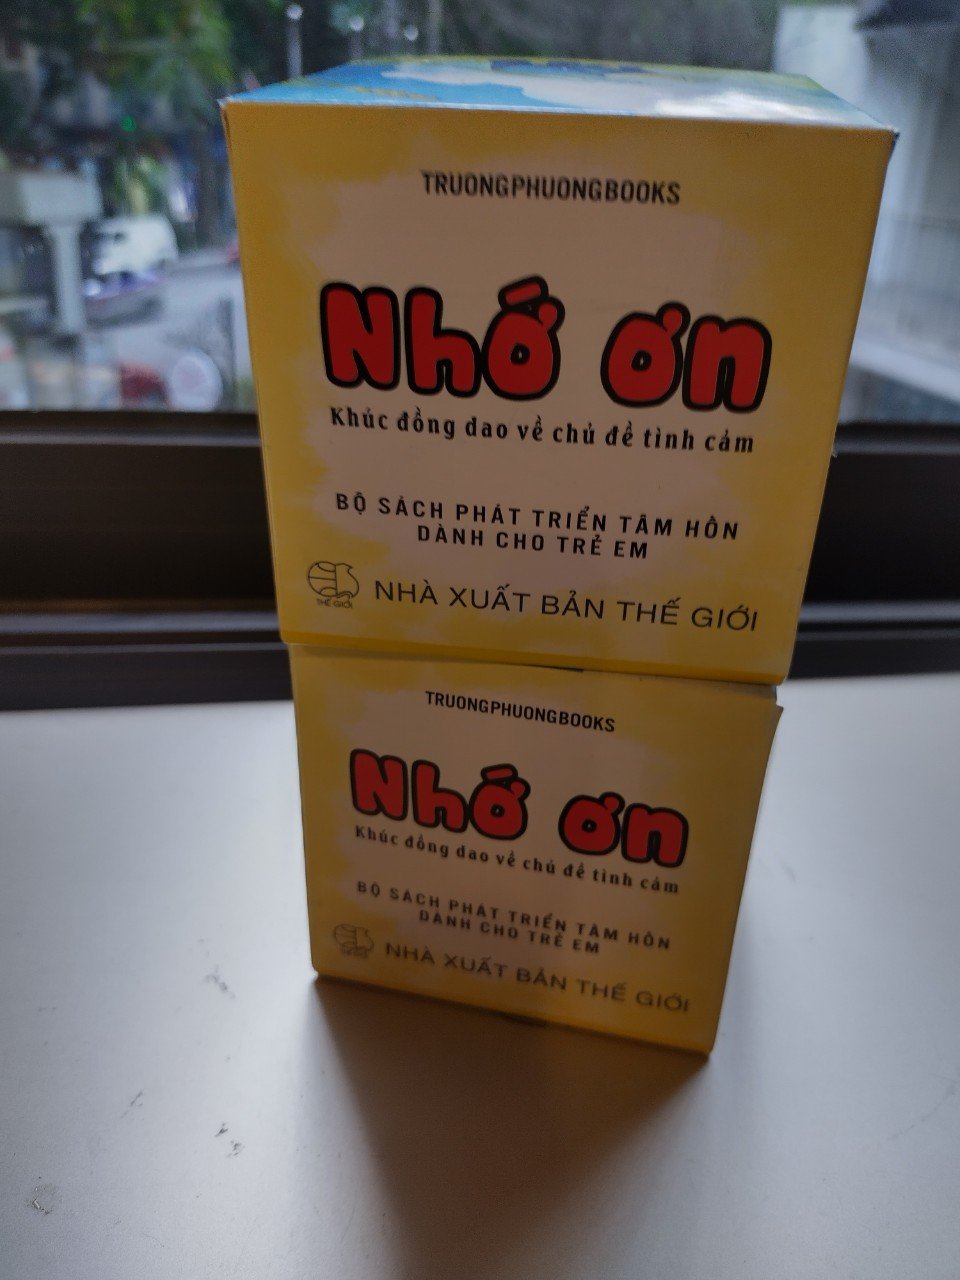 TRUONGPHUONGBOOKS
Nhớ ơn
Khúc đồng dao về chủ đề tình cảm
BỘ SÁCH PHÁT TRIỂN TÂM HỒN
DÀNH CHO TRẺ EM
THẾ GIỚI
NHÀ XUẤT BẢN THẾ GIỚI
TRUONGPHUONGBOOKS
Nhớ ơn
Khúc đồng dao về chủ đề tình cảm
BỘ SÁCH PHÁT TRIỂN TÂM HỒN
DÀNH CHO TRẺ EM
NHÀ XUẤT BẢN THẾ GIỚI